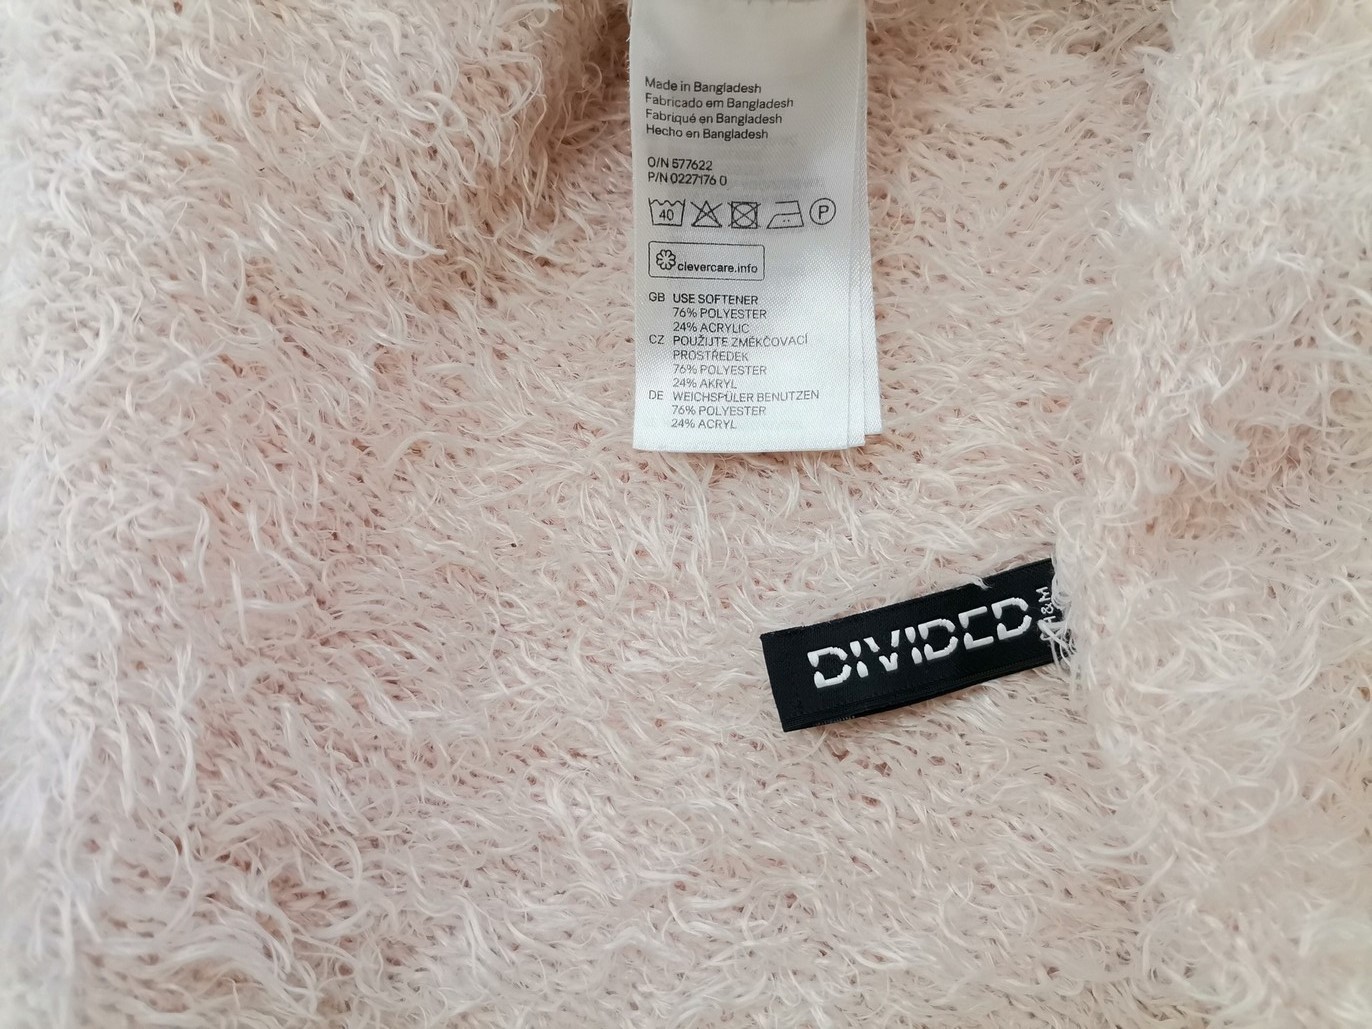 Made in Bangladesh
Fabricado em Bangladesh
Fabriqué en Bangladesh
Hecho en Bangladesh
O/N 577622
P/N 0227176 0
40
P
clevercare.info
GB USE SOFTENER
76% POLYESTER
24% ACRYLIC
CZ POUŽIJTE ZMĚKČOVACÍ
PROSTŘEDEK
76% POLYESTER
24% AKRYL
DE WEICHSPÜLER BENUTZEN
76% POLYESTER
24% ACRYL
DIVIDED
H&M